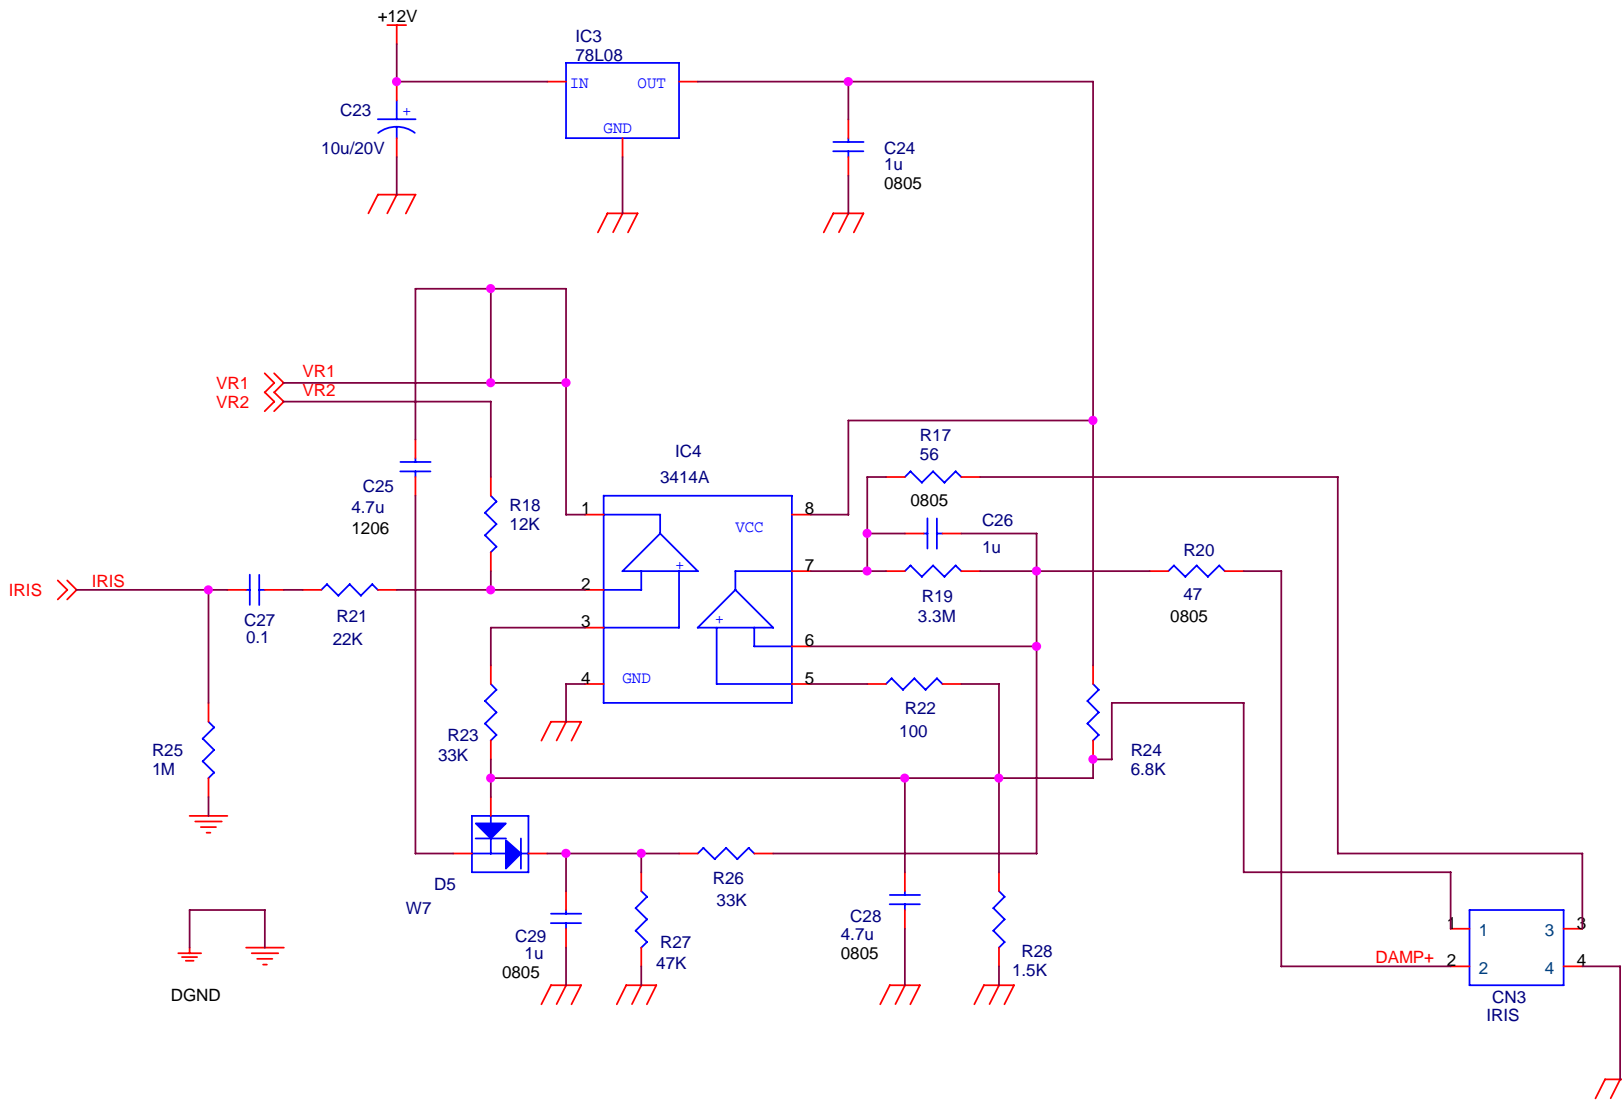 +12V
IC3
78L08
IN
OUT
GND
C23
+
10u/20V
C24
1u
0805
VR1
VR1
VR2
VR2
IC4
3414A
R17
56
0805
C25
4.7u
1206
R18
12K
1
8
VCC
C26
1u
7
R20
47
0805
IRIS
IRIS
2
+
R19
3.3M
C27
0.1
R21
22K
3
+
6
4
GND
5
R22
100
R23
33K
R24
6.8K
R25
1M
D5
W7
R26
33K
C29
1u
0805
R27
47K
C28
4.7u
0805
R28
1.5K
DGND
1
1
3
3
DAMP+
2
2
4
4
CN3
IRIS